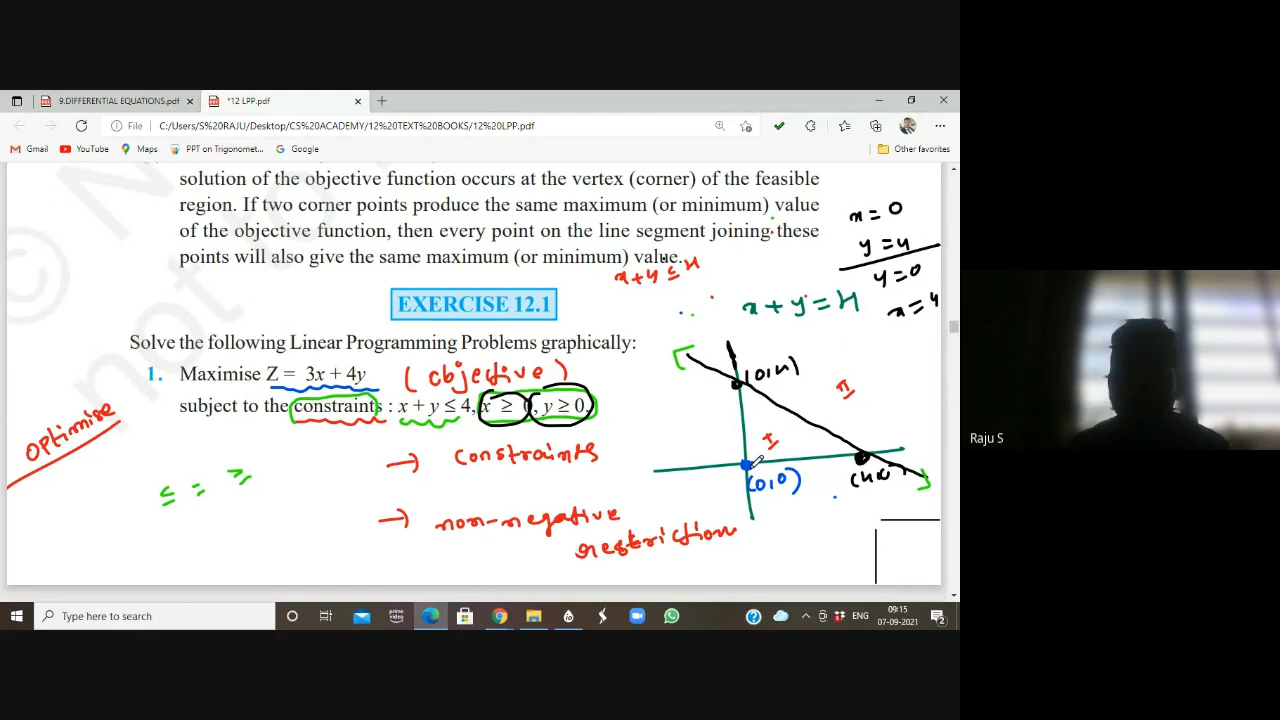 9.DIFFERENTIAL EQUATIONS.pdf
*12 LPP.pdf
File
C:/Users/S%20RAJU/Desktop/CS%20ACADEMY/12%20TEXT%20BOOKS/12%20LPP.pdf
Gmail
YouTube
Maps
PPT on Trigonomet...
Google
Other favorites
solution of the objective function occurs at the vertex (corner) of the feasible
region. If two corner points produce the same maximum (or minimum) value
of the objective function, then every point on the line segment joining these
points will also give the same maximum (or minimum) value.
x = 0
y = 4
y = 0
x = 4
x + y ≤ 4
x + y = 4
EXERCISE 12.1
Solve the following Linear Programming Problems graphically:
1. Maximise Z = 3x + 4y
(objective)
subject to the constraints : x + y ≤ 4, x ≥ 0, y ≥ 0.
optimise
→ constraints
≤ = ≥
→ non-negative
restriction
(0,4)
II
I
(0,0)
(4,0)
Raju S
Type here to search
prime video
ENG
09:15
07-09-2021
2